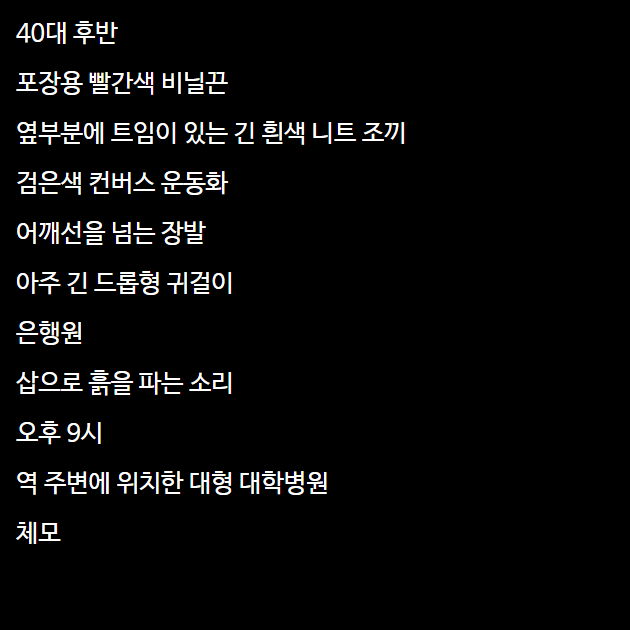 40대 후반
포장용 빨간색 비닐끈
옆부분에 트임이 있는 긴 흰색 니트 조끼
검은색 컨버스 운동화
어깨선을 넘는 장발
아주 긴 드롭형 귀걸이
은행원
삽으로 흙을 파는 소리
오후 9시
역 주변에 위치한 대형 대학병원
체모